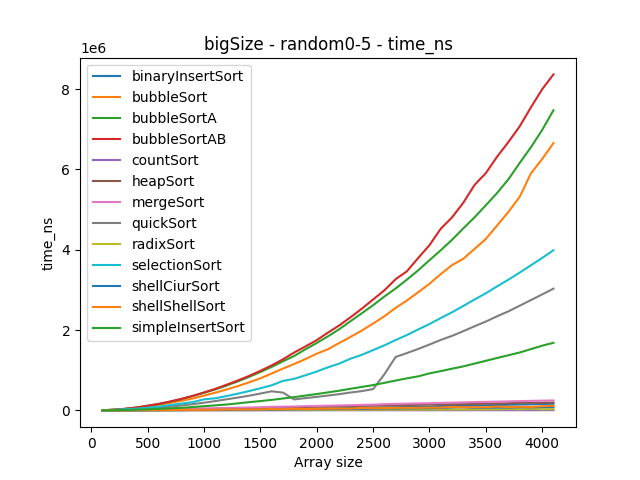 bigSize - random0-5 - time_ns
1e6
8
6
4
2
0
time_ns
binaryInsertSort
bubbleSort
bubbleSortA
bubbleSortAB
countSort
heapSort
mergeSort
quickSort
radixSort
selectionSort
shellCiurSort
shellShellSort
simpleInsertSort
0 500 1000 1500 2000 2500 3000 3500 4000
Array size